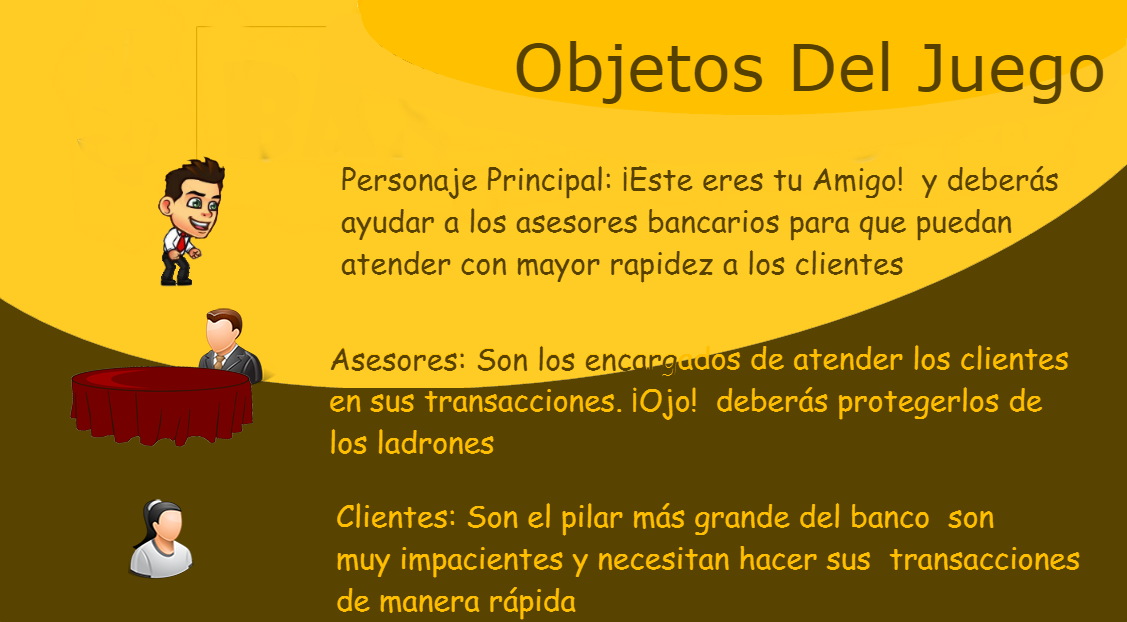 Objetos Del Juego
Personaje Principal: ¡Este eres tu Amigo! y deberás
ayudar a los asesores bancarios para que puedan
atender con mayor rapidez a los clientes
Asesores: Son los encargados de atender los clientes
en sus transacciones. ¡Ojo! deberás protegerlos de
los ladrones
Clientes: Son el pilar más grande del banco son
muy impacientes y necesitan hacer sus transacciones
de manera rápida